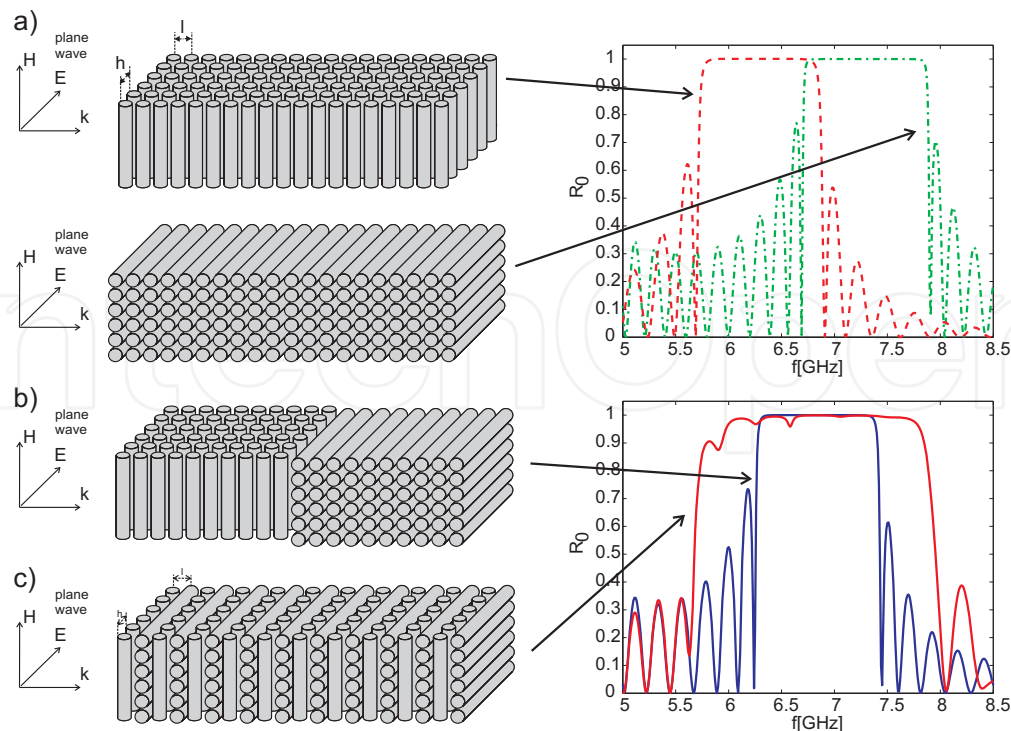 a)
l
h
plane
wave
H
E
k
plane
wave
H
E
k
R0
1
0.9
0.8
0.7
0.6
0.5
0.4
0.3
0.2
0.1
0
5
5.5
6
6.5
7
7.5
8
8.5
f[GHz]
b)
plane
wave
H
E
k
c)
l
h
plane
wave
H
E
k
R0
1
0.9
0.8
0.7
0.6
0.5
0.4
0.3
0.2
0.1
0
5
5.5
6
6.5
7
7.5
8
8.5
f[GHz]